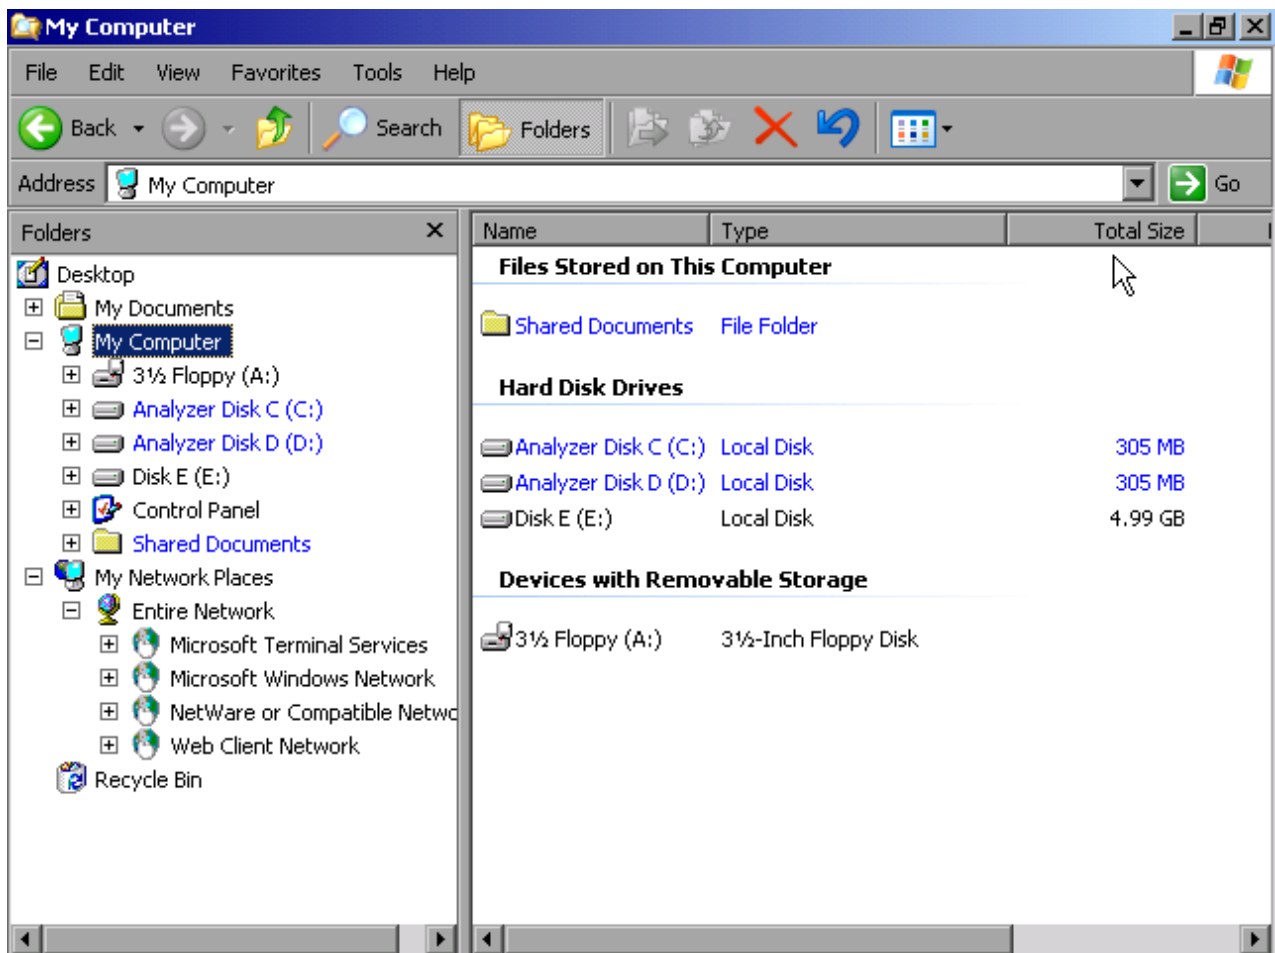 My Computer
File Edit View Favorites Tools Help
Back Search Folders
Address My Computer Go
Folders
Desktop
My Documents
My Computer
3½ Floppy (A:)
Analyzer Disk C (C:)
Analyzer Disk D (D:)
Disk E (E:)
Control Panel
Shared Documents
My Network Places
Entire Network
Microsoft Terminal Services
Microsoft Windows Network
NetWare or Compatible Netwo
Web Client Network
Recycle Bin
Name Type Total Size
Files Stored on This Computer
Shared Documents File Folder
Hard Disk Drives
Analyzer Disk C (C:) Local Disk 305 MB
Analyzer Disk D (D:) Local Disk 305 MB
Disk E (E:) Local Disk 4.99 GB
Devices with Removable Storage
3½ Floppy (A:) 3½-Inch Floppy Disk